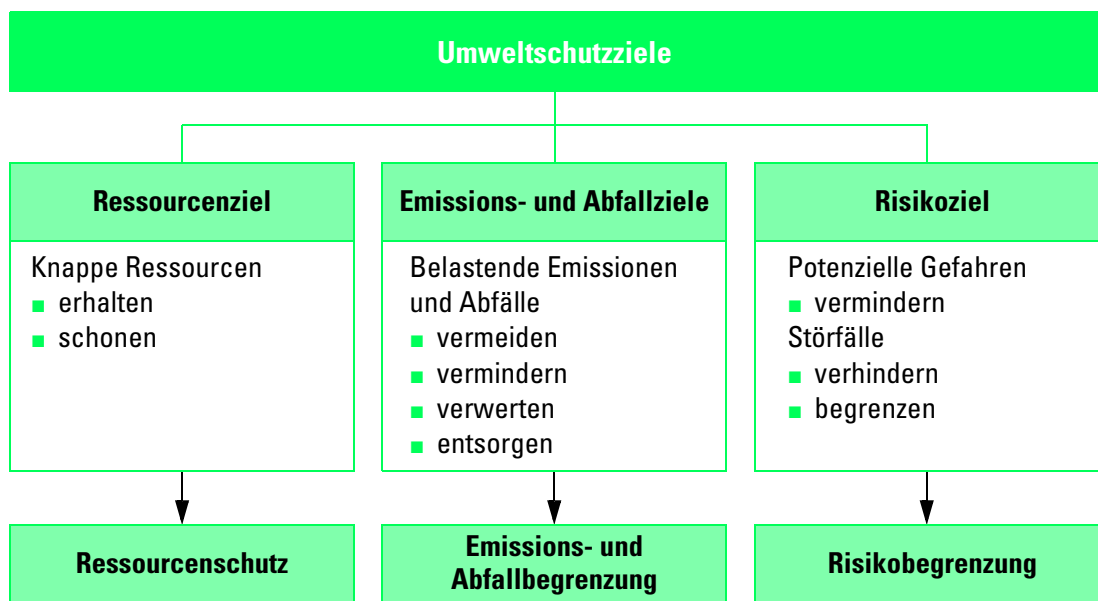 Umweltschutzziele
Ressourcenziel
Knappe Ressourcen
■ erhalten
■ schonen
Ressourcenschutz
Emissions- und Abfallziele
Belastende Emissionen
und Abfälle
■ vermeiden
■ vermindern
■ verwerten
■ entsorgen
Emissions- und
Abfallbegrenzung
Risikoziel
Potenzielle Gefahren
■ vermindern
Störfälle
■ verhindern
■ begrenzen
Risikobegrenzung